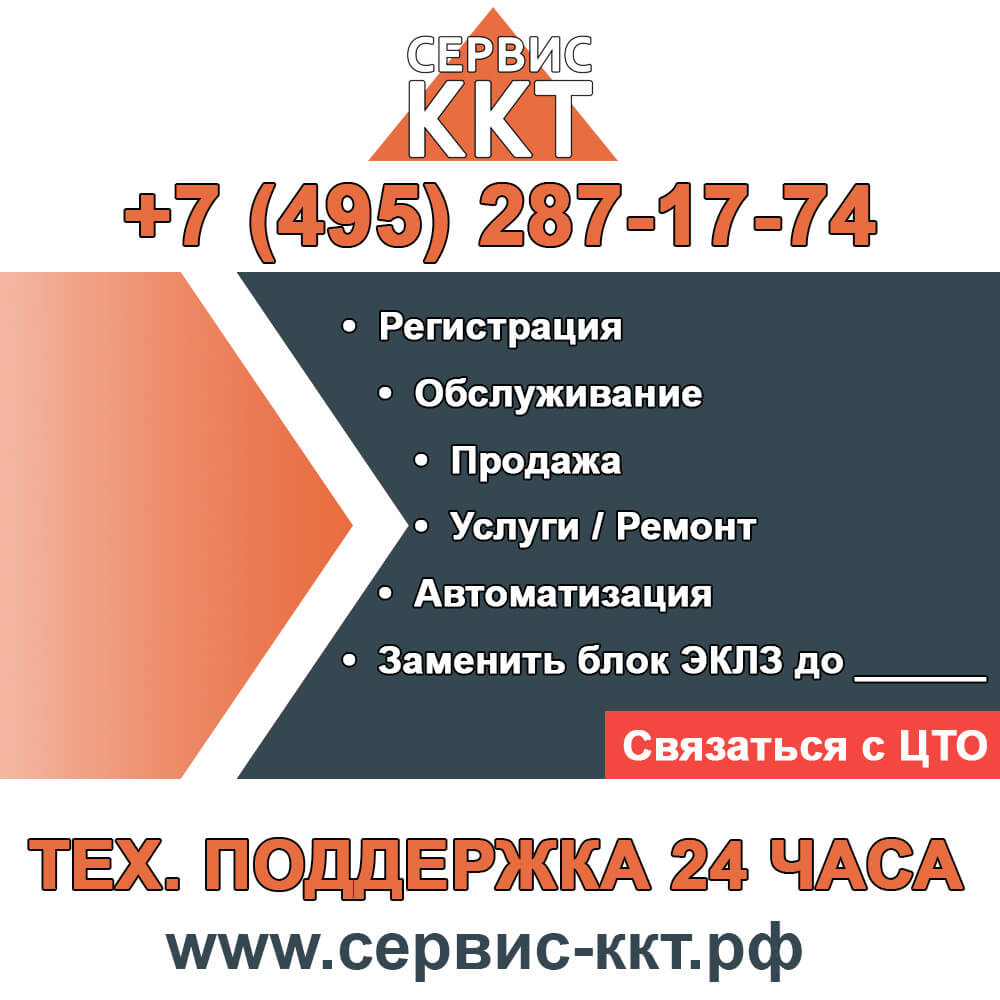 СЕРВИС
ККТ
+7 (495) 287-17-74
• Регистрация
• Обслуживание
• Продажа
• Услуги / Ремонт
• Автоматизация
• Заменить блок ЭКЛЗ до ______
Связаться с ЦТО
ТЕХ. ПОДДЕРЖКА 24 ЧАСА
www.сервис-ккт.рф